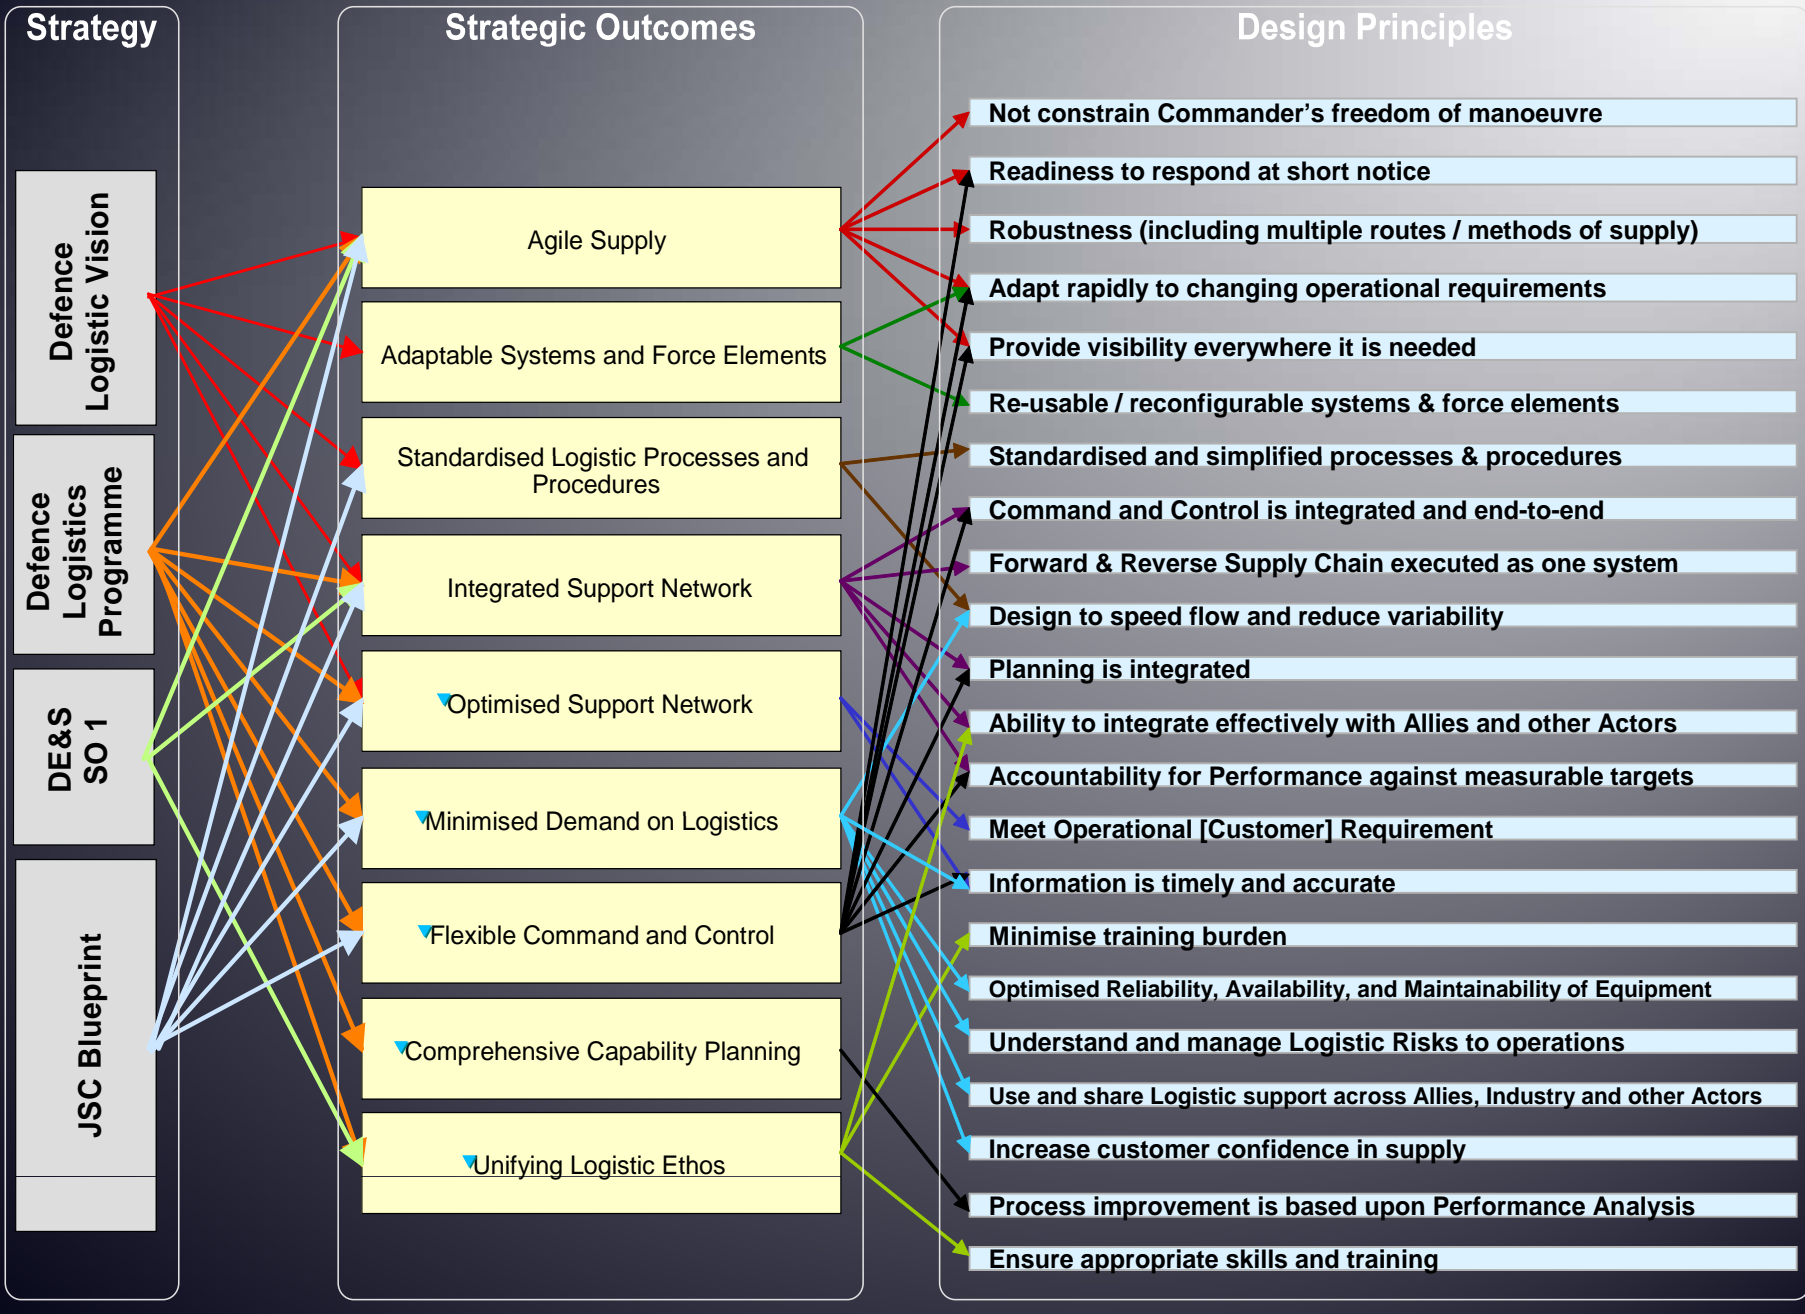 Strategy
Strategic Outcomes
Design Principles
Defence
Logistic Vision
Defence
Logistics
Programme
DE&S
SO 1
JSC Blueprint
Agile Supply
Adaptable Systems and Force Elements
Standardised Logistic Processes and
Procedures
Integrated Support Network
Optimised Support Network
Minimised Demand on Logistics
Flexible Command and Control
Comprehensive Capability Planning
Unifying Logistic Ethos
Not constrain Commander’s freedom of manoeuvre
Readiness to respond at short notice
Robustness (including multiple routes / methods of supply)
Adapt rapidly to changing operational requirements
Provide visibility everywhere it is needed
Re-usable / reconfigurable systems & force elements
Standardised and simplified processes & procedures
Command and Control is integrated and end-to-end
Forward & Reverse Supply Chain executed as one system
Design to speed flow and reduce variability
Planning is integrated
Ability to integrate effectively with Allies and other Actors
Accountability for Performance against measurable targets
Meet Operational [Customer] Requirement
Information is timely and accurate
Minimise training burden
Optimised Reliability, Availability, and Maintainability of Equipment
Understand and manage Logistic Risks to operations
Use and share Logistic support across Allies, Industry and other Actors
Increase customer confidence in supply
Process improvement is based upon Performance Analysis
Ensure appropriate skills and training